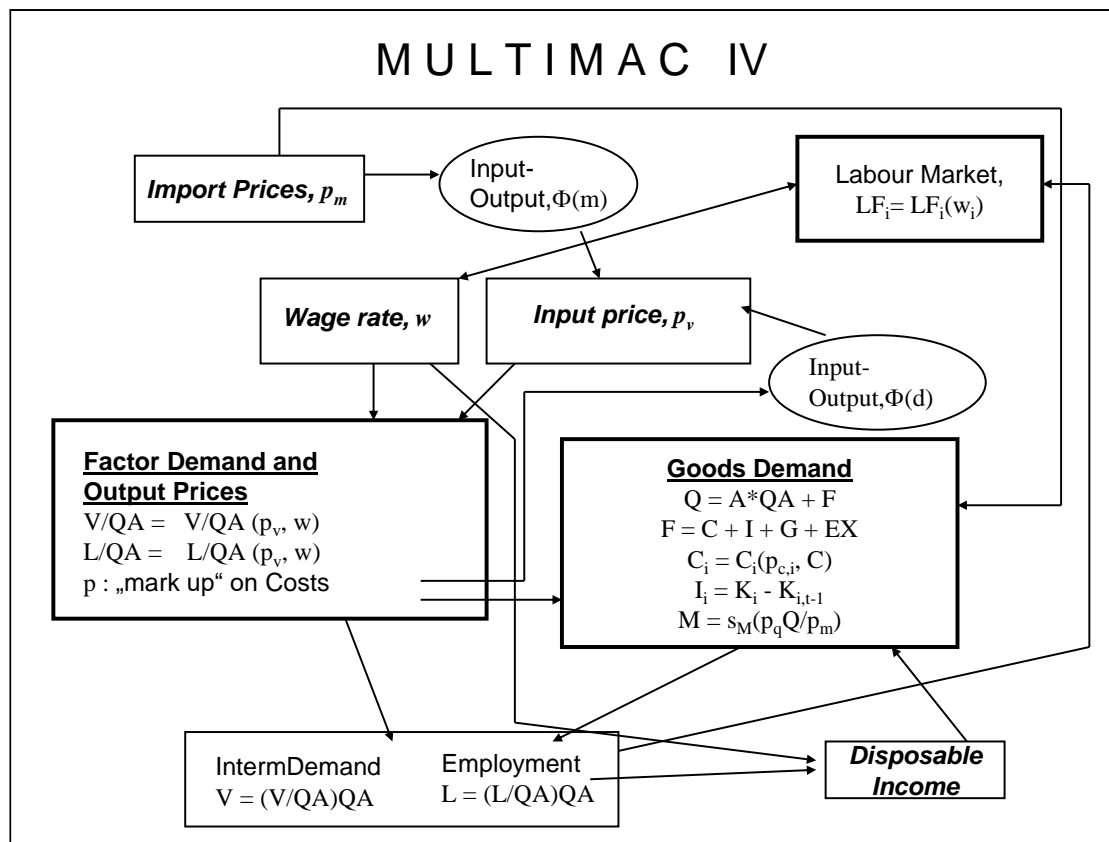 MULTIMAC IV
Import Prices, pm
Input-
Output,Φ(m)
Labour Market,
LFi= LFi(wi)
Wage rate, w
Input price, pv
Input-
Output,Φ(d)
Factor Demand and
Output Prices
V/QA = V/QA (pv, w)
L/QA = L/QA (pv, w)
p : „mark up“ on Costs
Goods Demand
Q = A*QA + F
F = C + I + G + EX
Ci = Ci(pc,i, C)
Ii = Ki - Ki,t-1
M = sM(pqQ/pm)
IntermDemand
V = (V/QA)QA
Employment
L = (L/QA)QA
Disposable
Income